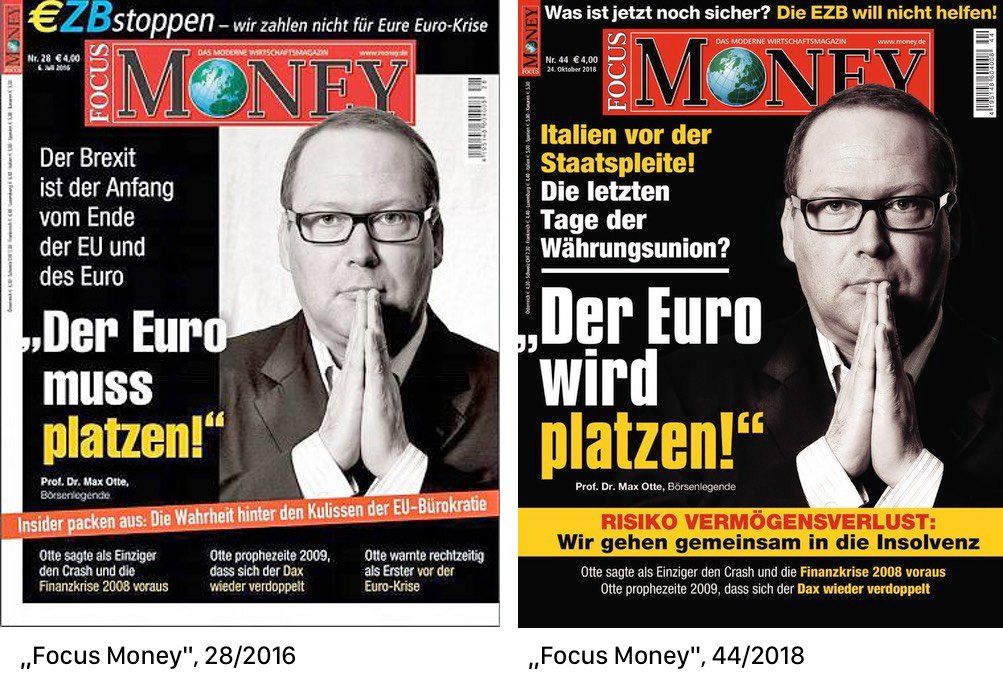 €ZB stoppen – wir zahlen nicht für Eure Euro-Krise
FOCUS MONEY
Nr. 28 € 4,00
6. Juli 2016
DAS MODERNE WIRTSCHAFTSMAGAZIN
www.money.de
FOCUS
MONEY
Der Brexit
ist der Anfang
vom Ende
der EU und
des Euro
„Der Euro
muss
platzen!“
Prof. Dr. Max Otte,
Börsenlegende
Insider packen aus: Die Wahrheit hinter den Kulissen der EU-Bürokratie
Otte sagte als Einziger
den Crash und die
Finanzkrise 2008 voraus
Otte prophezeite 2009,
dass sich der Dax
wieder verdoppelt
Otte warnte rechtzeitig
als Erster vor der
Euro-Krise
„Focus Money", 28/2016
Was ist jetzt noch sicher? Die EZB will nicht helfen!
FOCUS MONEY
Nr. 44 € 4,00
24. Oktober 2018
DAS MODERNE WIRTSCHAFTSMAGAZIN
www.money.de
FOCUS
MONEY
Italien vor der
Staatspleite!
Die letzten
Tage der
Währungsunion?
„Der Euro
wird
platzen!“
Prof. Dr. Max Otte, Börsenlegende
RISIKO VERMÖGENSVERLUST:
Wir gehen gemeinsam in die Insolvenz
Otte sagte als Einziger den Crash und die Finanzkrise 2008 voraus
Otte prophezeite 2009, dass sich der Dax wieder verdoppelt
„Focus Money", 44/2018